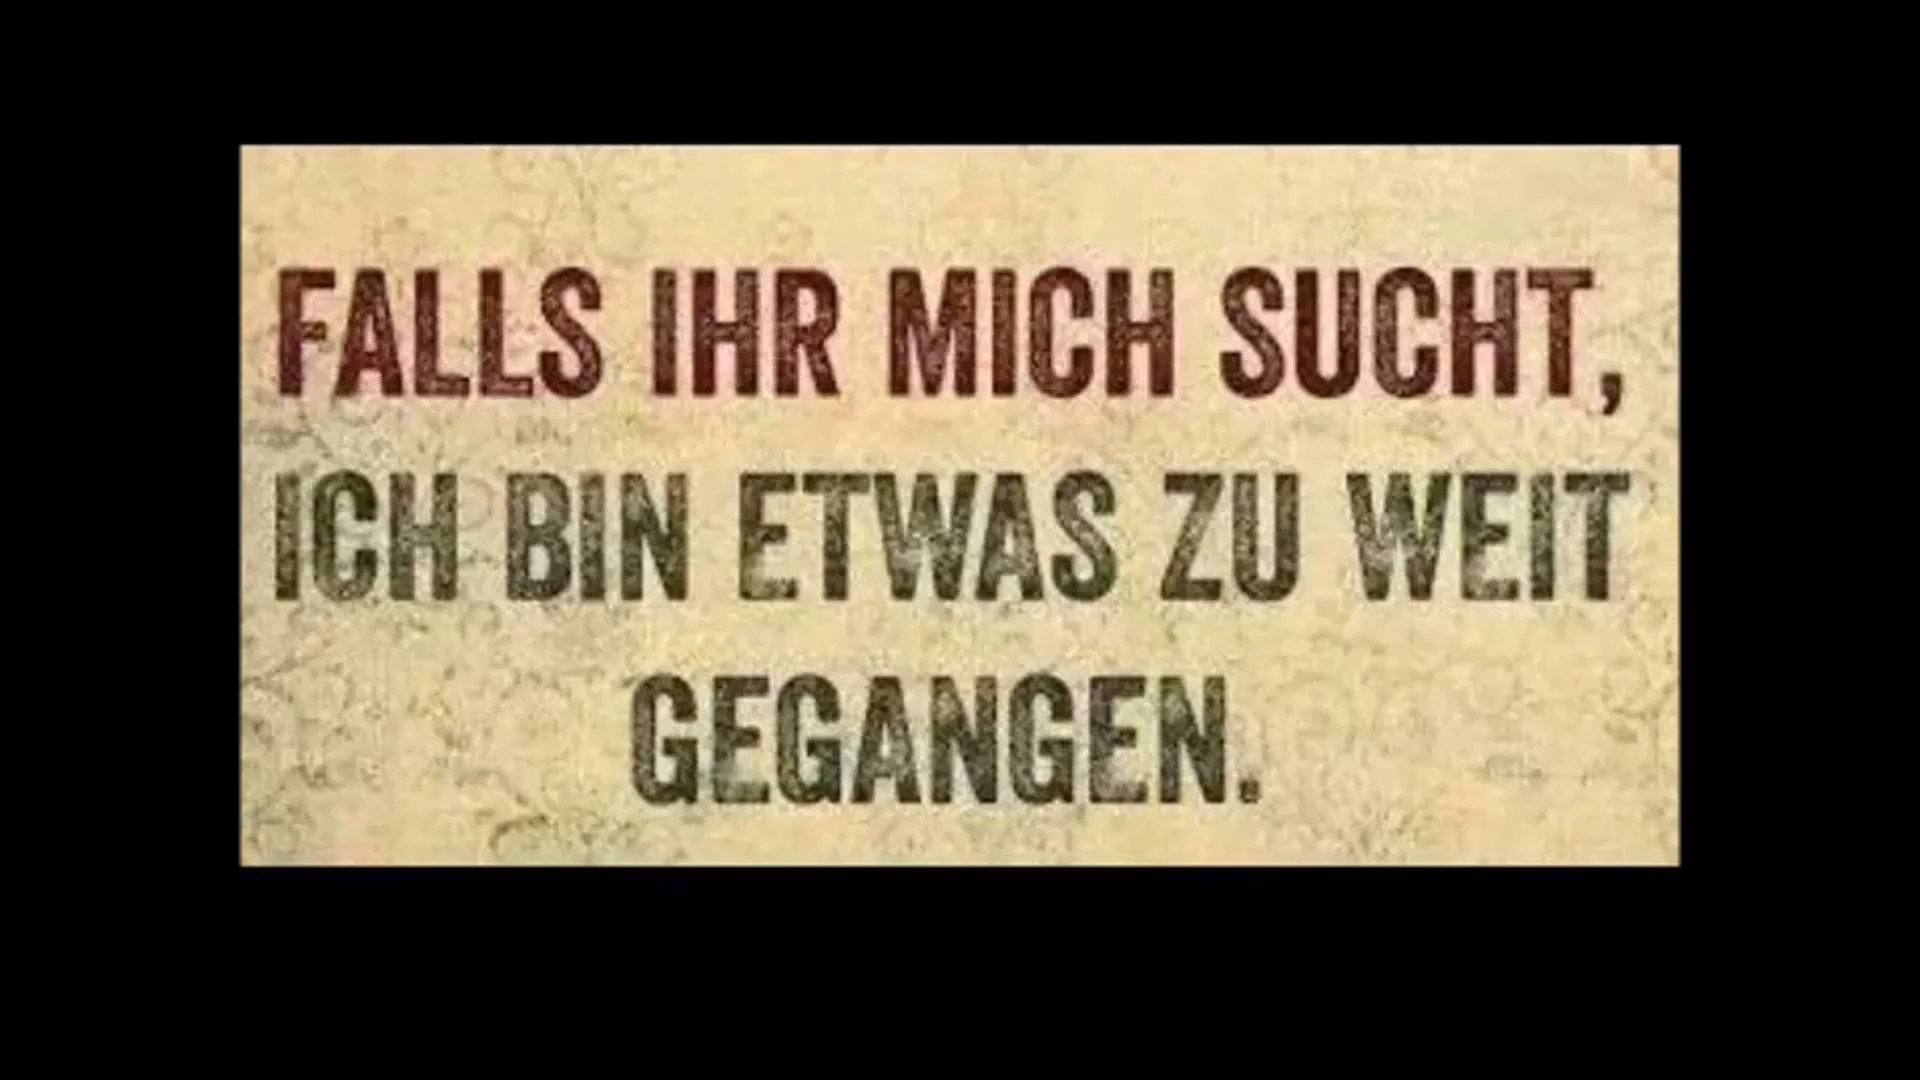 FALLS IHR MICH SUCHT,
ICH BIN ETWAS ZU WEIT
GEGANGEN.